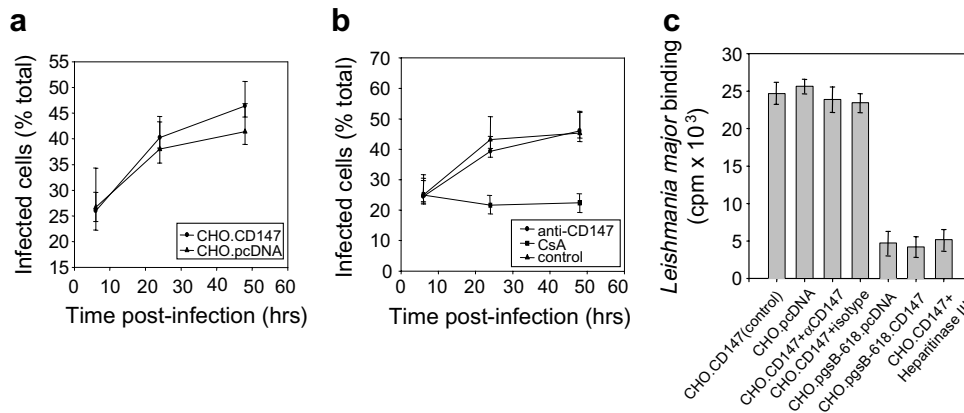 a
Infected cells (% total)
55
50
45
40
35
30
25
20
15
0 10 20 30 40 50 60
CHO.CD147
CHO.pcDNA
Time post-infection (hrs)
b
Infected cells (% total)
70
60
50
40
30
20
10
0
0 10 20 30 40 50 60
anti-CD147
CsA
control
Time post-infection (hrs)
c
Leishmania major binding
(cpm x 10³)
30
25
20
15
10
5
0
CHO.CD147(control)
CHO.pcDNA
CHO.CD147+αCD147
CHO.CD147+isotype
CHO.pgsB-618.pcDNA
CHO.pgsB-618.CD147
CHO.CD147+
Heparitinase III